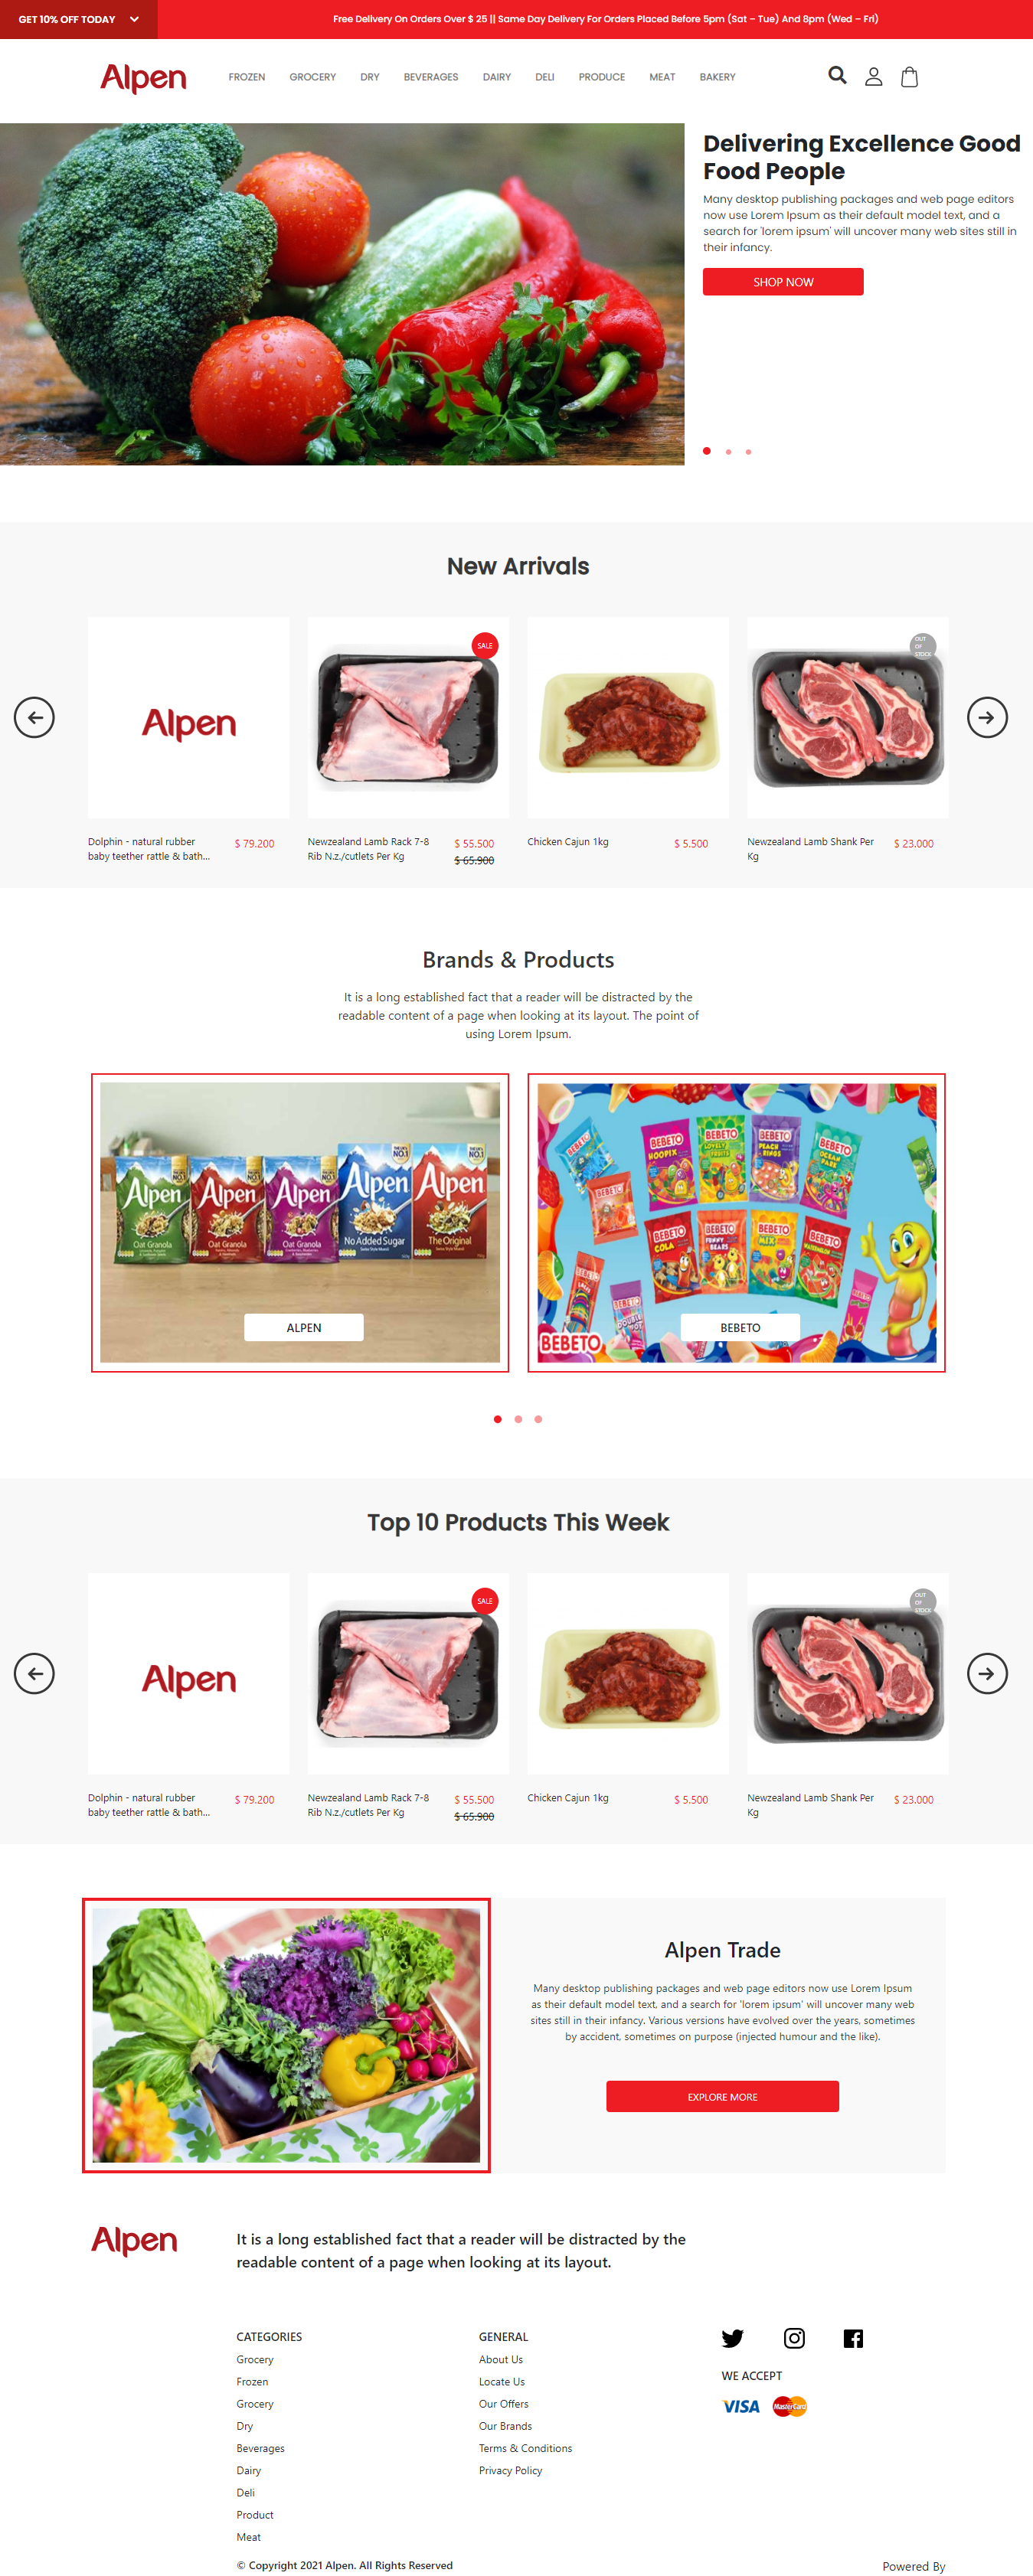 GET 10% OFF TODAY
Free Delivery On Orders Over $ 25 || Same Day Delivery For Orders Placed Before 5pm (Sat – Tue) And 8pm (Wed – Fri)
Alpen
FROZEN GROCERY DRY BEVERAGES DAIRY DELI PRODUCE MEAT BAKERY
Delivering Excellence Good
Food People
Many desktop publishing packages and web page editors
now use Lorem Ipsum as their default model text, and a
search for 'lorem ipsum' will uncover many web sites still in
their infancy.
SHOP NOW
New Arrivals
SALE
OUT
OF
STOCK
Alpen
Dolphin - natural rubber
baby teether rattle & bath...
$ 79.200
Newzealand Lamb Rack 7-8
Rib N.z./cutlets Per Kg
$ 55.500
$ 65.900
Chicken Cajun 1kg
$ 5.500
Newzealand Lamb Shank Per
Kg
$ 23.000
Brands & Products
It is a long established fact that a reader will be distracted by the
readable content of a page when looking at its layout. The point of
using Lorem Ipsum.
Alpen
Oat Granola
Alpen
Oat Granola
Alpen
Oat Granola
NO.1
Alpen
No Added Sugar
NO.1
Alpen
The Original
ALPEN
BEBETO
WOOPIX
BEBETO
LOVELY
FRUITS
BEBETO
PEACH
RINGS
BEBETO
OCEAN
PARK
BEBETO
BEBETO
COLA
BEBETO
FUNNY
BEARS
BEBETO
MIX
BEBETO
WATERMELON
BEBETO
BEBETO
Top 10 Products This Week
SALE
OUT
OF
STOCK
Alpen
Dolphin - natural rubber
baby teether rattle & bath...
$ 79.200
Newzealand Lamb Rack 7-8
Rib N.z./cutlets Per Kg
$ 55.500
$ 65.900
Chicken Cajun 1kg
$ 5.500
Newzealand Lamb Shank Per
Kg
$ 23.000
Alpen Trade
Many desktop publishing packages and web page editors now use Lorem Ipsum
as their default model text, and a search for 'lorem ipsum' will uncover many web
sites still in their infancy. Various versions have evolved over the years, sometimes
by accident, sometimes on purpose (injected humour and the like).
EXPLORE MORE
Alpen
It is a long established fact that a reader will be distracted by the
readable content of a page when looking at its layout.
CATEGORIES
Grocery
Frozen
Grocery
Dry
Beverages
Dairy
Deli
Product
Meat
GENERAL
About Us
Locate Us
Our Offers
Our Brands
Terms & Conditions
Privacy Policy
WE ACCEPT
VISA
MasterCard
© Copyright 2021 Alpen. All Rights Reserved
Powered By